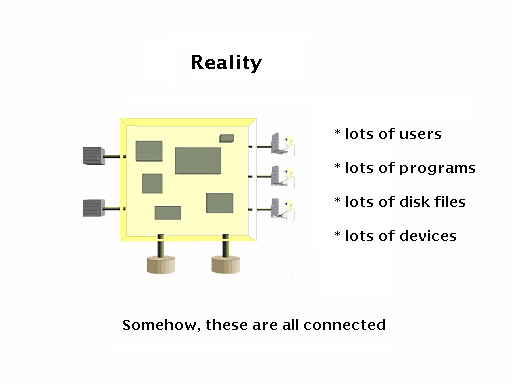 Reality
* lots of users
* lots of programs
* lots of disk files
* lots of devices
Somehow, these are all connected